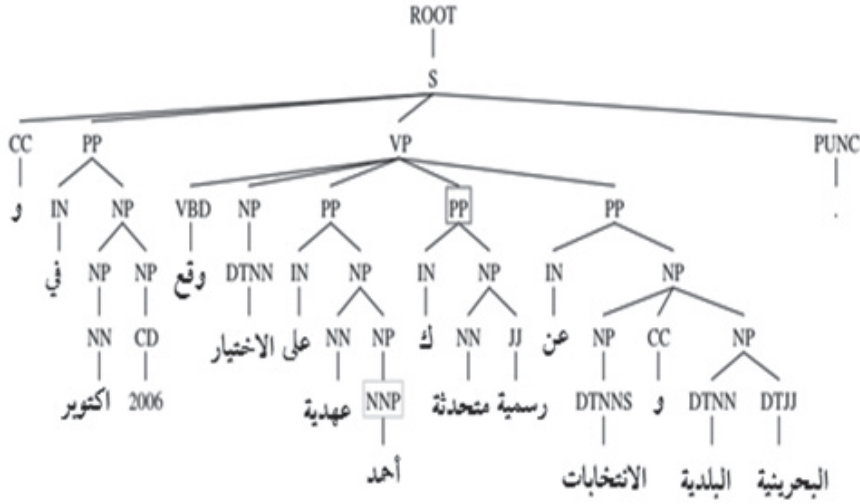 ROOT
S
CC PP VP PUNC
و IN NP VBD NP PP PP PP .
في NP NP وقع DTNN IN NP IN NP IN NP
NN CD الاختيار على NN NP ك NN JJ عن NP CC NP
اكتوبر 2006 عهدية NNP متحدثة رسمية DTNNS و DTNN DTJJ
أحمد الانتخابات البلدية البحرينية